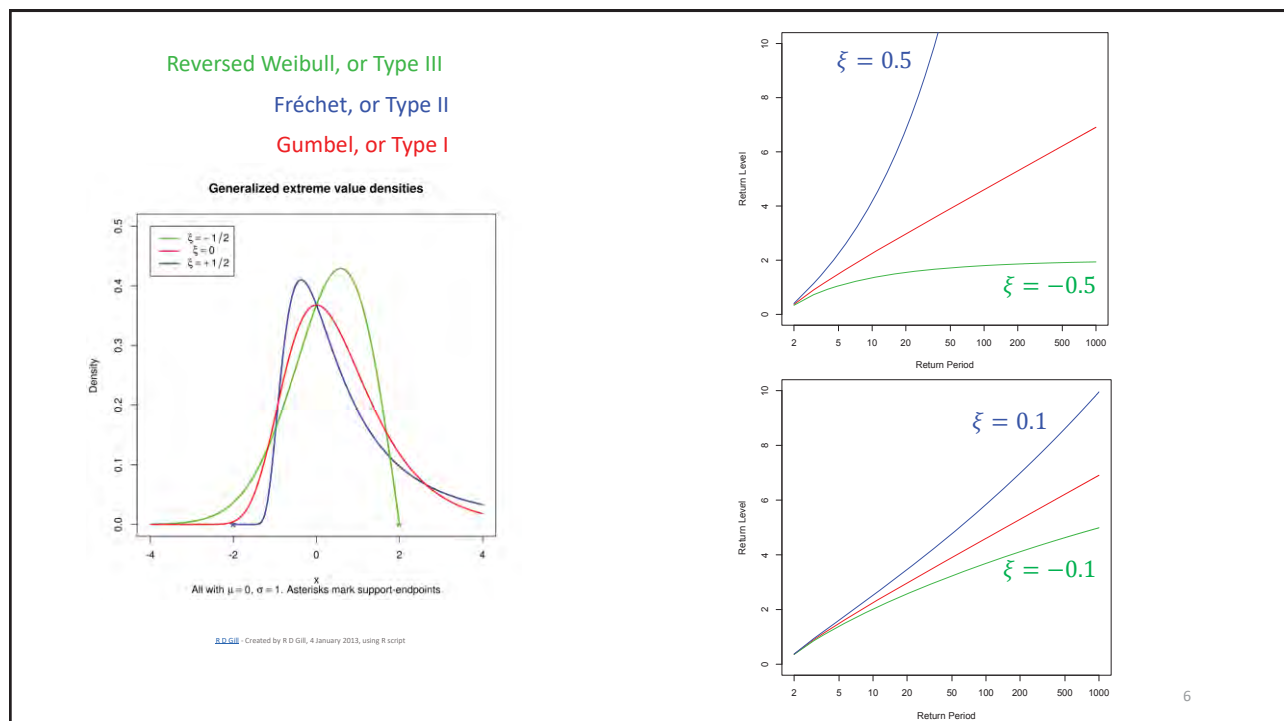 Reversed Weibull, or Type III
Fréchet, or Type II
Gumbel, or Type I
Generalized extreme value densities
ξ = − 1/2
ξ = 0
ξ = + 1/2
Density
0.0
0.1
0.2
0.3
0.4
0.5
-4
-2
0
2
4
x
All with μ = 0, σ = 1. Asterisks mark support-endpoints
R D Gill - Created by R D Gill, 4 January 2013, using R script
ξ = 0.5
ξ = −0.5
Return Level
0
2
4
6
8
10
2
5
10
20
50
100
200
500
1000
Return Period
ξ = 0.1
ξ = −0.1
Return Level
0
2
4
6
8
10
2
5
10
20
50
100
200
500
1000
Return Period
6